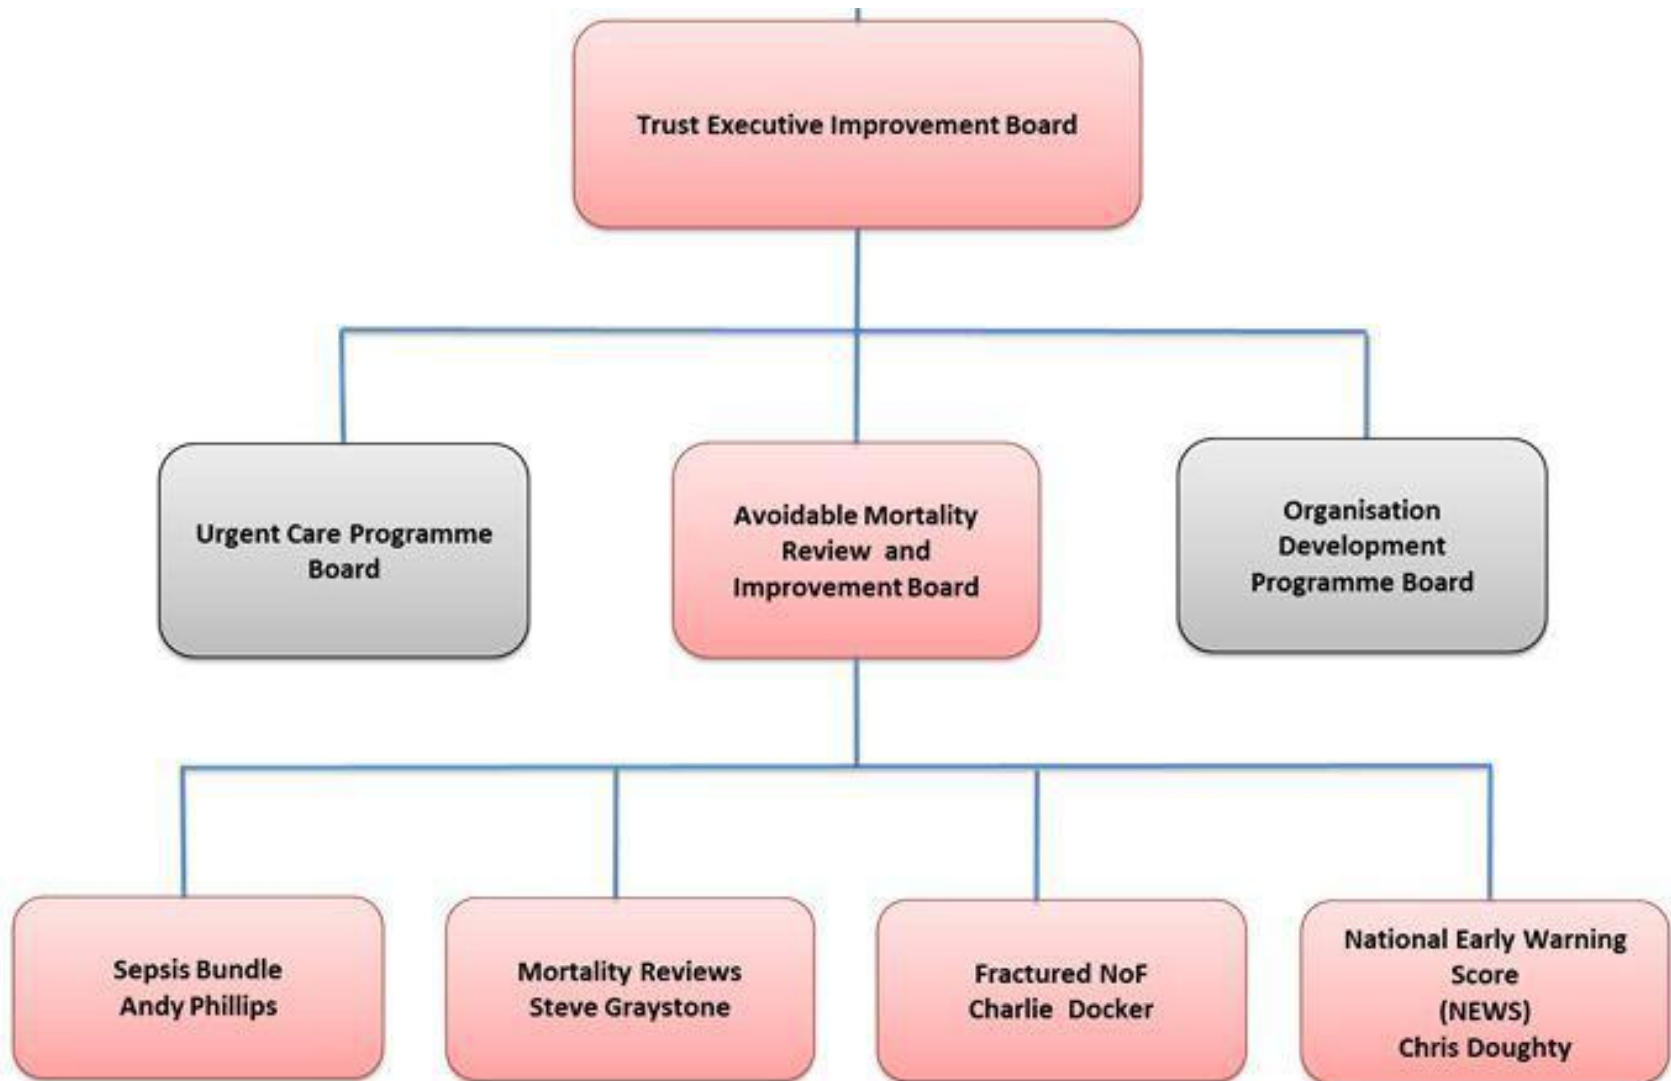 Trust Executive Improvement Board
Urgent Care Programme
Board
Avoidable Mortality
Review and
Improvement Board
Organisation
Development
Programme Board
Sepsis Bundle
Andy Phillips
Mortality Reviews
Steve Graystone
Fractured NoF
Charlie Docker
National Early Warning
Score
(NEWS)
Chris Doughty